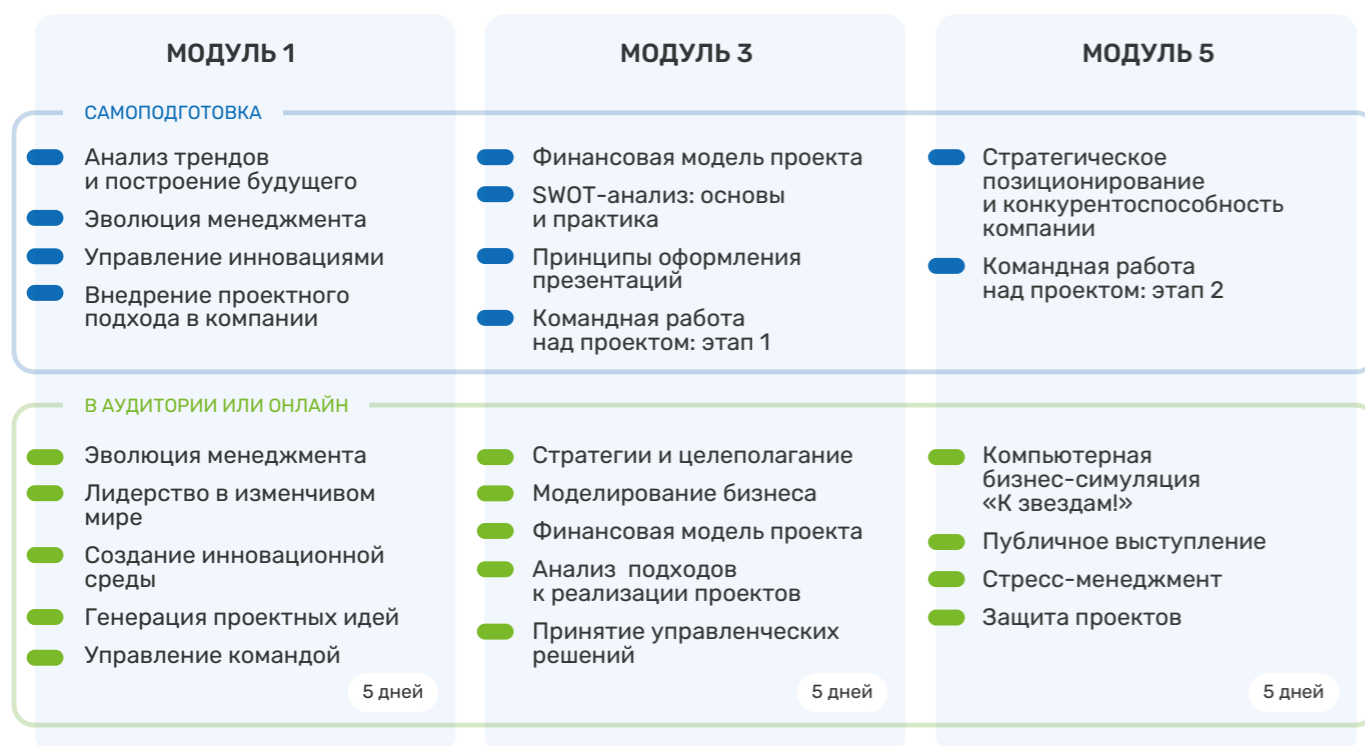 МОДУЛЬ 1
МОДУЛЬ 3
МОДУЛЬ 5
САМОПОДГОТОВКА
Анализ трендов
и построение будущего
Эволюция менеджмента
Управление инновациями
Внедрение проектного
подхода в компании
Финансовая модель проекта
SWOT-анализ: основы
и практика
Принципы оформления
презентаций
Командная работа
над проектом: этап 1
Стратегическое
позиционирование
и конкурентоспособность
компании
Командная работа
над проектом: этап 2
В АУДИТОРИИ ИЛИ ОНЛАЙН
Эволюция менеджмента
Лидерство в изменчивом
мире
Создание инновационной
среды
Генерация проектных идей
Управление командой
5 дней
Стратегии и целеполагание
Моделирование бизнеса
Финансовая модель проекта
Анализ подходов
к реализации проектов
Принятие управленческих
решений
5 дней
Компьютерная
бизнес-симуляция
«К звездам!»
Публичное выступление
Стресс-менеджмент
Защита проектов
5 дней